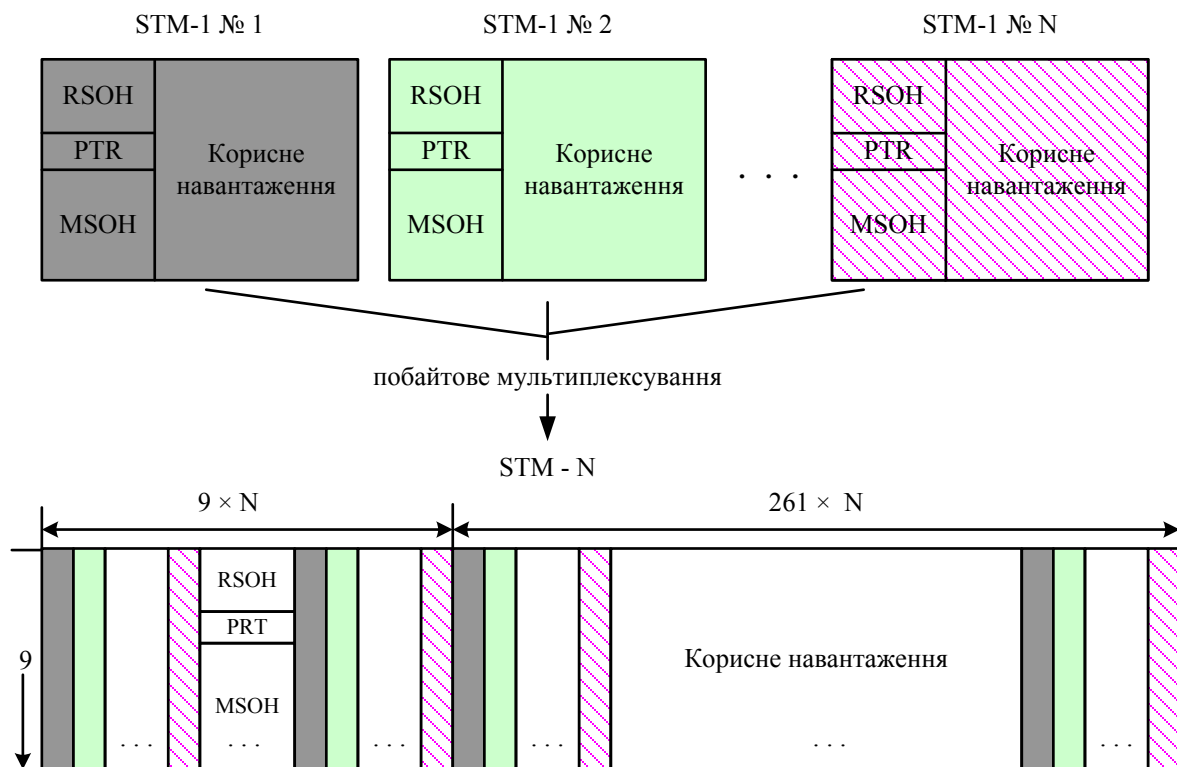 STM-1 № 1
STM-1 № 2
STM-1 № N
RSOH
PTR
MSOH
Корисне
навантаження
RSOH
PTR
MSOH
Корисне
навантаження
. . .
RSOH
PTR
MSOH
Корисне
навантаження
побайтове мультиплексування
STM - N
9 × N
261 × N
9
RSOH
PRT
MSOH
Корисне навантаження
. . .
. . .
. . .
. . .
. . .
. . .